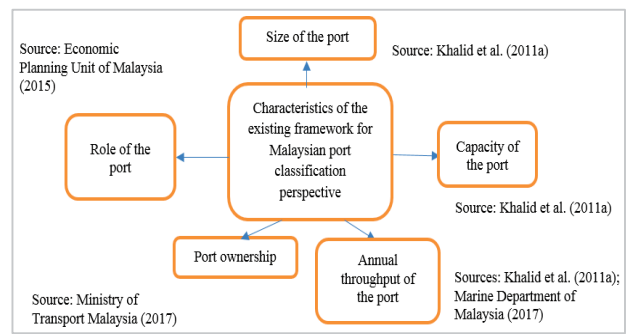 Size of the port
Source: Economic
Planning Unit of Malaysia
(2015)
Source: Khalid et al. (2011a)
Characteristics of the
existing framework for
Malaysian port
classification
perspective
Role of the
port
Capacity of
the port
Source: Khalid et al. (2011a)
Port ownership
Annual
throughput of
the port
Source: Ministry of
Transport Malaysia (2017)
Sources: Khalid et al. (2011a);
Marine Department of
Malaysia (2017)